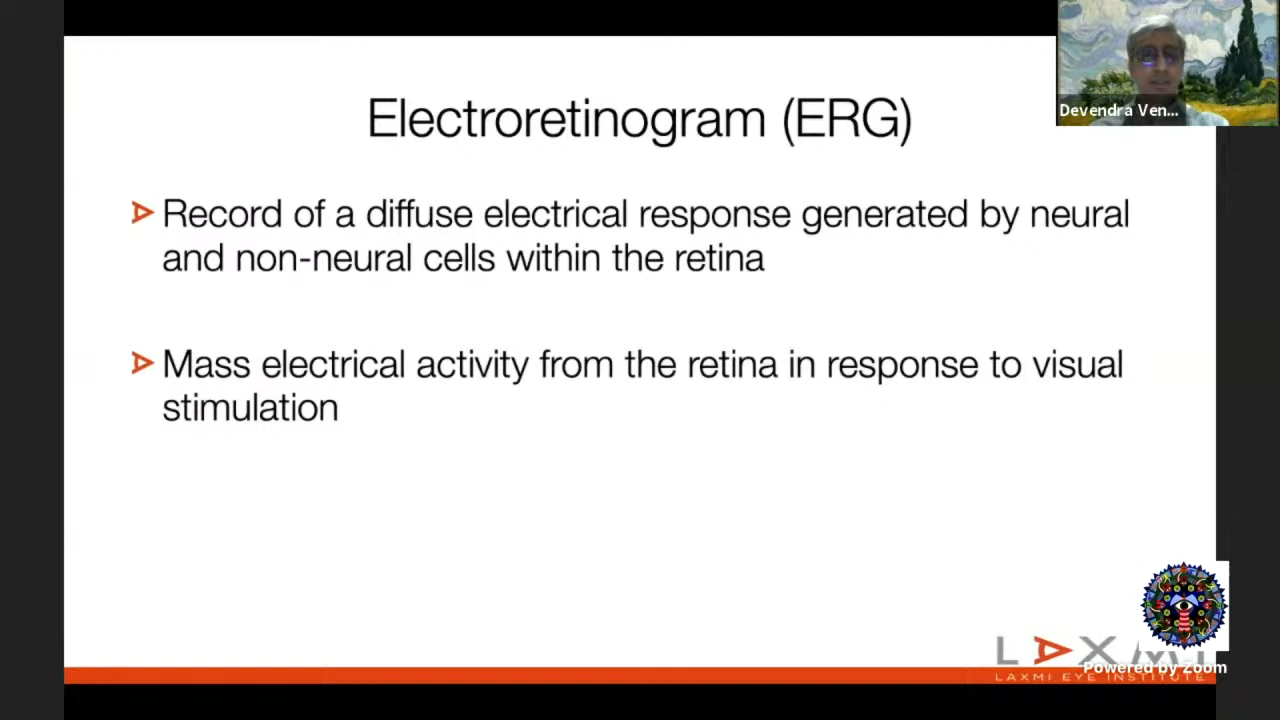 Electroretinogram (ERG)
Devendra Ven...
Record of a diffuse electrical response generated by neural
and non-neural cells within the retina
Mass electrical activity from the retina in response to visual
stimulation
LAXMI
Powered by Zoom
LAXMI EYE INSTITUTE